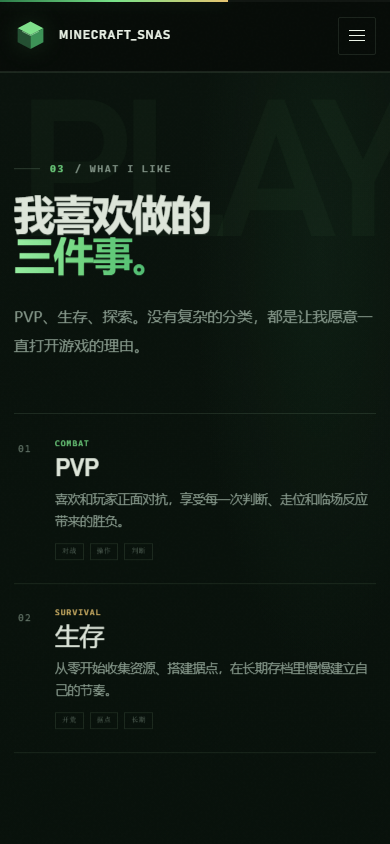 MINECRAFT_SNAS
PLAY
03 / WHAT I LIKE
我喜欢做的
三件事。
PVP、生存、探索。没有复杂的分类，都是让我愿意一
直打开游戏的理由。
01
COMBAT
PVP
喜欢和玩家正面对抗，享受每一次判断、走位和临场反应
带来的胜负。
对战 操作 判断
02
SURVIVAL
生存
从零开始收集资源、搭建据点，在长期存档里慢慢建立自
己的节奏。
开荒 据点 长期